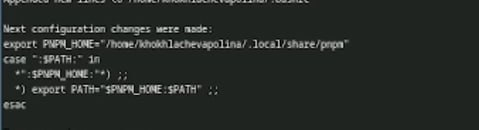 Appended new lines to /home/khokhlachevapolina/.bashrc
Next configuration changes were made:
export PNPM_HOME="/home/khokhlachevapolina/.local/share/pnpm"
case ":$PATH:" in
  *":$PNPM_HOME:"*) ;;
  *) export PATH="$PNPM_HOME:$PATH" ;;
esac